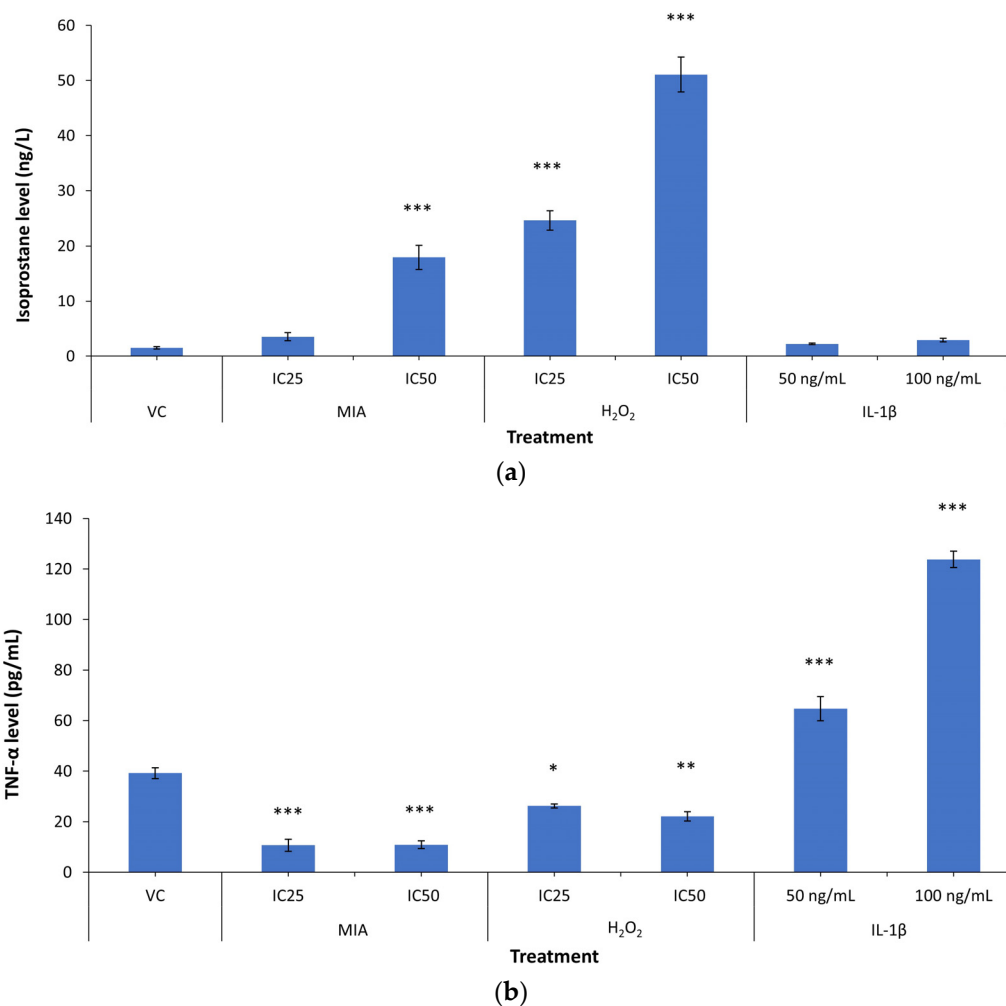 Isoprostane level (ng/L)
60
50
40
30
20
10
0
***
***
***
IC25 IC50 IC25 IC50 50 ng/mL 100 ng/mL
VC MIA H₂O₂ IL-1β
Treatment
(a)
TNF-α level (pg/mL)
140
120
100
80
60
40
20
0
***
***
*** *** * **
VC IC25 IC50 IC25 IC50 50 ng/mL 100 ng/mL
MIA H₂O₂ IL-1β
Treatment
(b)